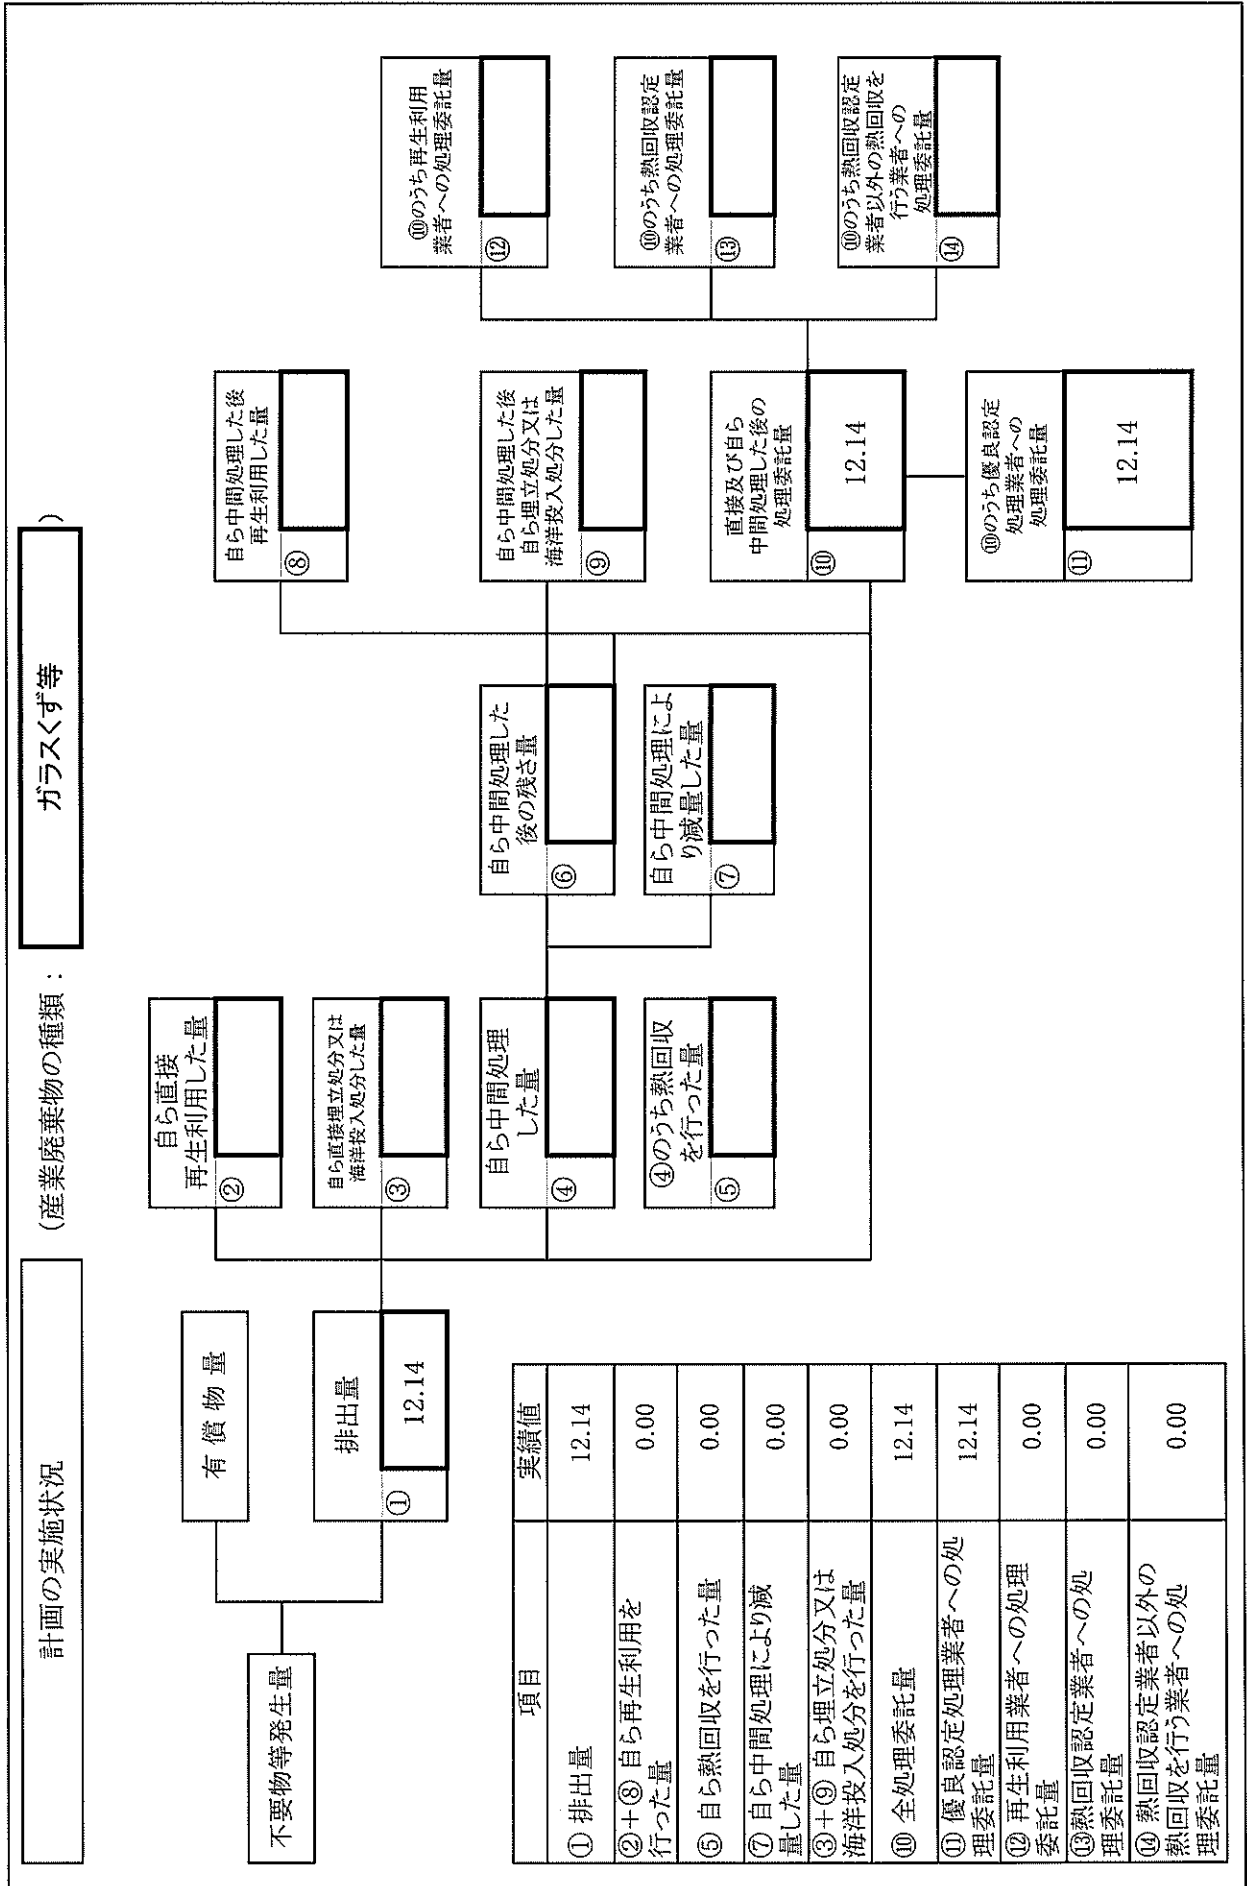 計画の実施状況
(産業廃棄物の種類：
ガラスくず等
)
不要物等発生量
有償物量
排出量
①
12.14
自ら直接
再生利用した量
②
自ら直接埋立処分又は
海洋投入処分した量
③
自ら中間処理
した量
④
④のうち熱回収
を行った量
⑤
自ら中間処理した
後の残さ量
⑥
自ら中間処理によ
り減量した量
⑦
自ら中間処理した後
再生利用した量
⑧
自ら中間処理した後
自ら埋立処分又は
海洋投入処分した量
⑨
直接及び自ら
中間処理した後の
処理委託量
⑩
12.14
⑩のうち優良認定
処理業者への
処理委託量
⑪
12.14
⑩のうち再生利用
業者への処理委託量
⑫
⑩のうち熱回収認定
業者への処理委託量
⑬
⑩のうち熱回収認定
業者以外の熱回収を
行う業者への
処理委託量
⑭
項目 実績値
① 排出量 12.14
②＋⑧ 自ら再生利用を
行った量 0.00
⑤ 自ら熱回収を行った量 0.00
⑦ 自ら中間処理により減
量した量 0.00
③＋⑨ 自ら埋立処分又は
海洋投入処分を行った量 0.00
⑩ 全処理委託量 12.14
⑪ 優良認定処理業者への処
理委託量 12.14
⑫ 再生利用業者への処理
委託量 0.00
⑬熱回収認定業者への処
理委託量 0.00
⑭ 熱回収認定業者以外の
熱回収を行う業者への処
理委託量 0.00